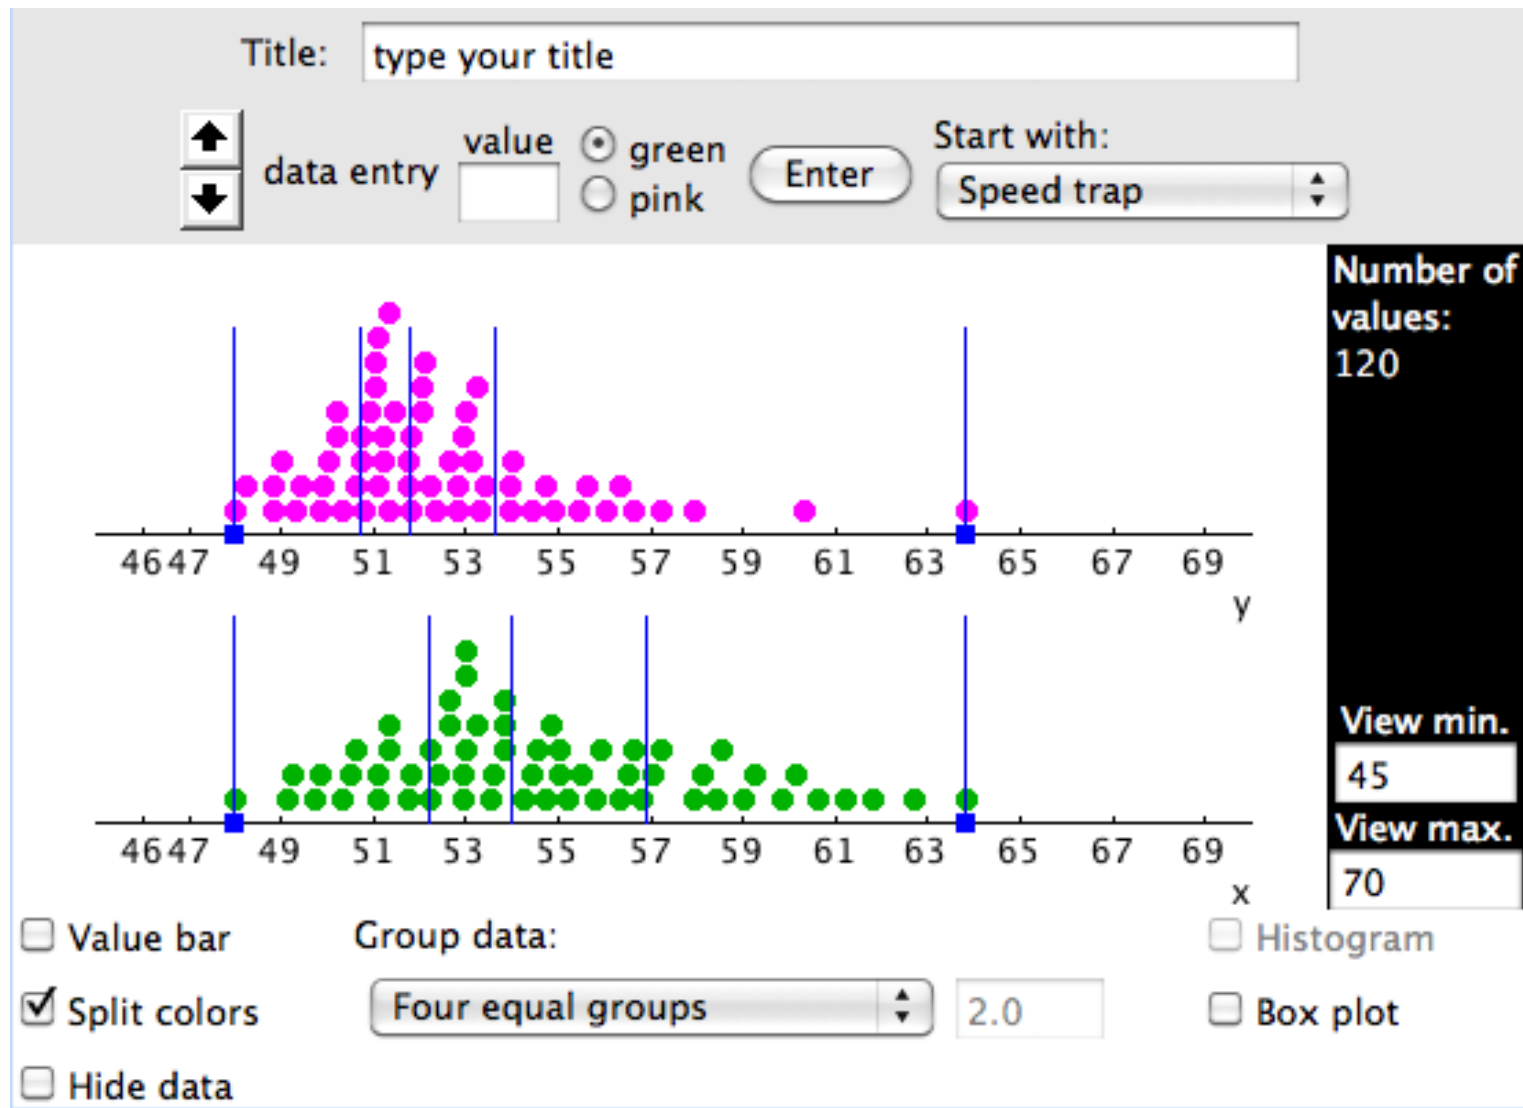 Title: type your title
data entry value green pink Enter Start with: Speed trap
Number of values:
120
46 47 49 51 53 55 57 59 61 63 65 67 69
y
46 47 49 51 53 55 57 59 61 63 65 67 69
x
View min.
45
View max.
70
Value bar Group data: Histogram
Split colors Four equal groups 2.0 Box plot
Hide data